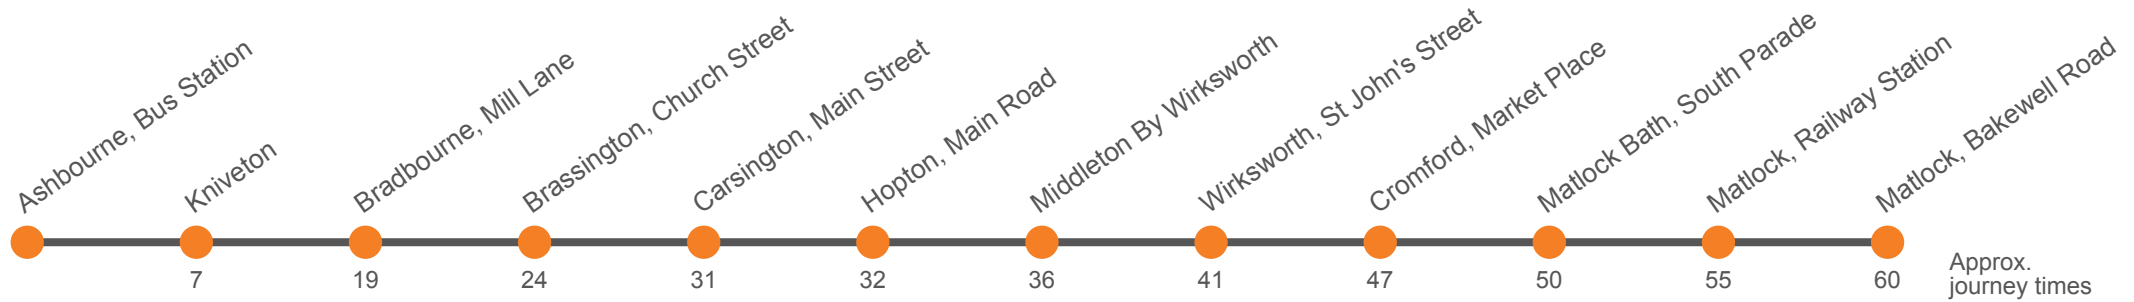 Ashbourne, Bus Station
Kniveton
Bradbourne, Mill Lane
Brassington, Church Street
Carsington, Main Street
Hopton, Main Road
Middleton By Wirksworth
Wirksworth, St John's Street
Cromford, Market Place
Matlock Bath, South Parade
Matlock, Railway Station
Matlock, Bakewell Road
7
19
24
31
32
36
41
47
50
55
60
Approx.
journey times